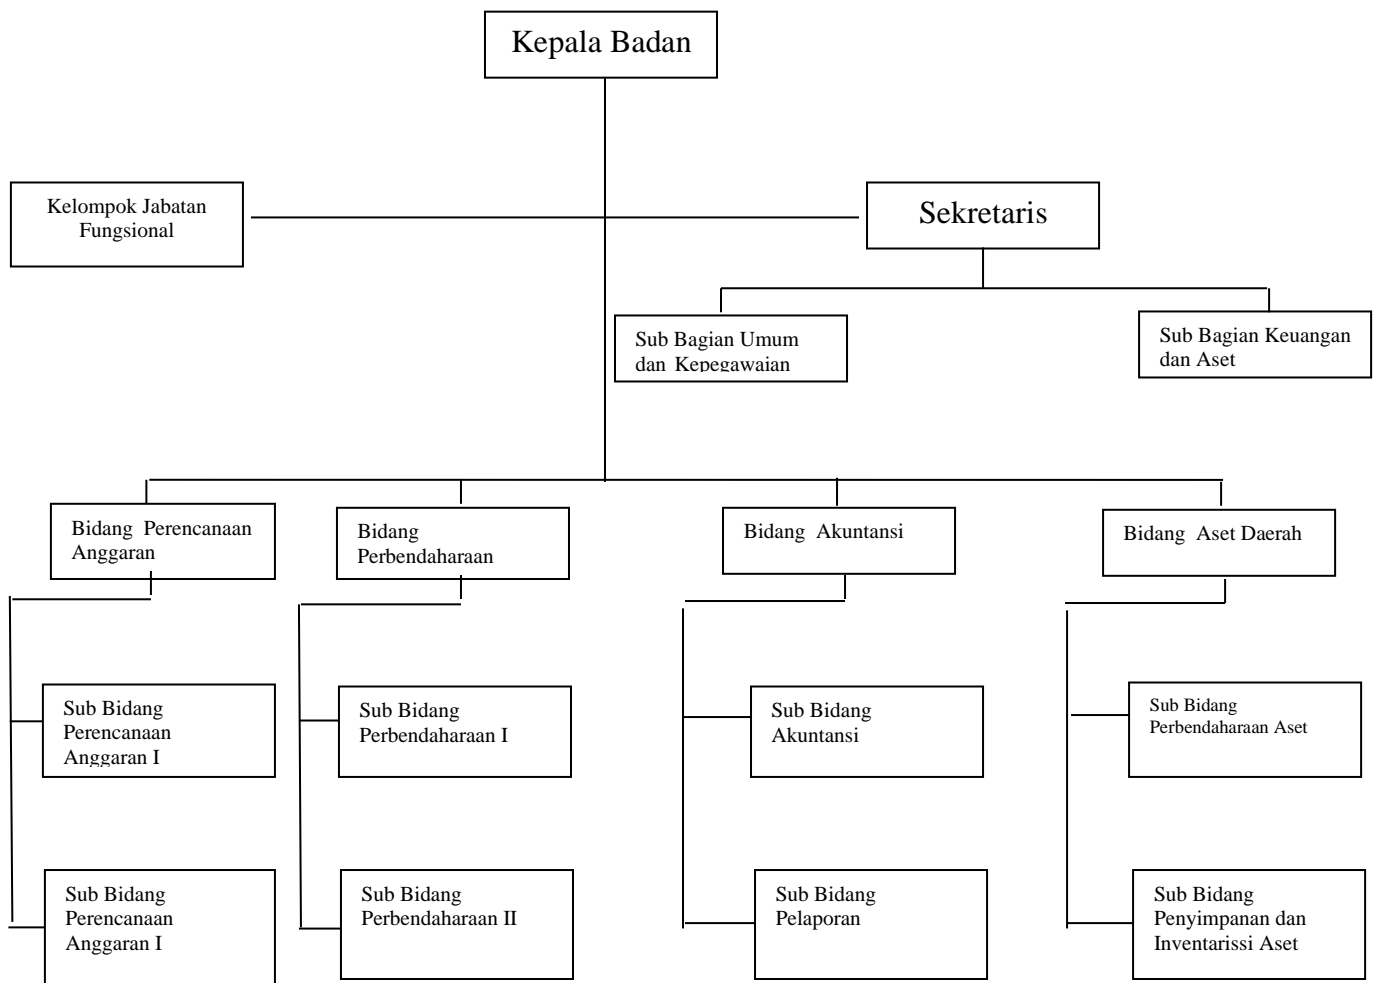 Kepala Badan
Kelompok Jabatan
Fungsional
Sekretaris
Sub Bagian Umum
dan Kepegawaian
Sub Bagian Keuangan
dan Aset
Bidang Perencanaan
Anggaran
Bidang
Perbendaharaan
Bidang Akuntansi
Bidang Aset Daerah
Sub Bidang
Perencanaan
Anggaran I
Sub Bidang
Perbendaharaan I
Sub Bidang
Akuntansi
Sub Bidang
Perbendaharaan Aset
Sub Bidang
Perencanaan
Anggaran I
Sub Bidang
Perbendaharaan II
Sub Bidang
Pelaporan
Sub Bidang
Penyimpanan dan
Inventarissi Aset